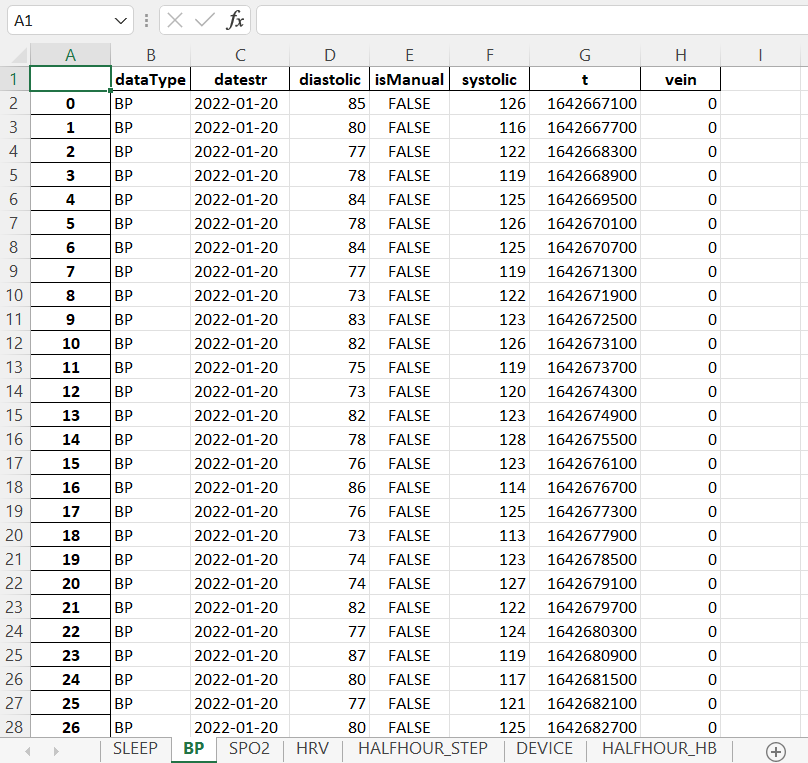 A1 fx
A B C D E F G H I
1 dataType datestr diastolic isManual systolic t vein
2 0 BP 2022-01-20 85 FALSE 126 1642667100 0
3 1 BP 2022-01-20 80 FALSE 116 1642667700 0
4 2 BP 2022-01-20 77 FALSE 122 1642668300 0
5 3 BP 2022-01-20 78 FALSE 119 1642668900 0
6 4 BP 2022-01-20 84 FALSE 125 1642669500 0
7 5 BP 2022-01-20 78 FALSE 126 1642670100 0
8 6 BP 2022-01-20 84 FALSE 125 1642670700 0
9 7 BP 2022-01-20 77 FALSE 119 1642671300 0
10 8 BP 2022-01-20 73 FALSE 122 1642671900 0
11 9 BP 2022-01-20 83 FALSE 123 1642672500 0
12 10 BP 2022-01-20 82 FALSE 126 1642673100 0
13 11 BP 2022-01-20 75 FALSE 119 1642673700 0
14 12 BP 2022-01-20 73 FALSE 120 1642674300 0
15 13 BP 2022-01-20 82 FALSE 123 1642674900 0
16 14 BP 2022-01-20 78 FALSE 128 1642675500 0
17 15 BP 2022-01-20 76 FALSE 123 1642676100 0
18 16 BP 2022-01-20 86 FALSE 114 1642676700 0
19 17 BP 2022-01-20 76 FALSE 125 1642677300 0
20 18 BP 2022-01-20 73 FALSE 113 1642677900 0
21 19 BP 2022-01-20 74 FALSE 123 1642678500 0
22 20 BP 2022-01-20 74 FALSE 127 1642679100 0
23 21 BP 2022-01-20 82 FALSE 122 1642679700 0
24 22 BP 2022-01-20 77 FALSE 124 1642680300 0
25 23 BP 2022-01-20 87 FALSE 119 1642680900 0
26 24 BP 2022-01-20 80 FALSE 117 1642681500 0
27 25 BP 2022-01-20 77 FALSE 121 1642682100 0
28 26 BP 2022-01-20 80 FALSE 125 1642682700 0
SLEEP BP SPO2 HRV HALFHOUR_STEP DEVICE HALFHOUR_HB